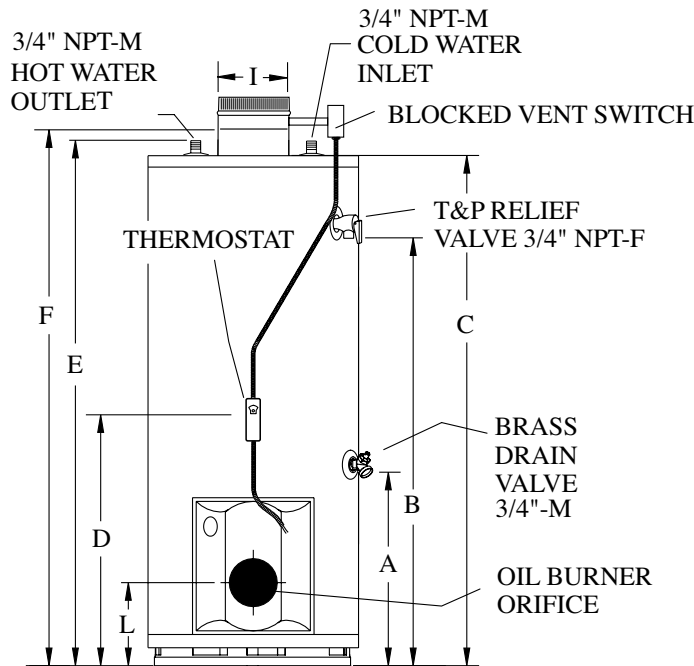 3/4" NPT-M
HOT WATER
OUTLET
I
3/4" NPT-M
COLD WATER
INLET
BLOCKED VENT SWITCH
T&P RELIEF
VALVE 3/4" NPT-F
THERMOSTAT
F
E
C
D
B
A
BRASS
DRAIN
VALVE
3/4"-M
L
OIL BURNER
ORIFICE